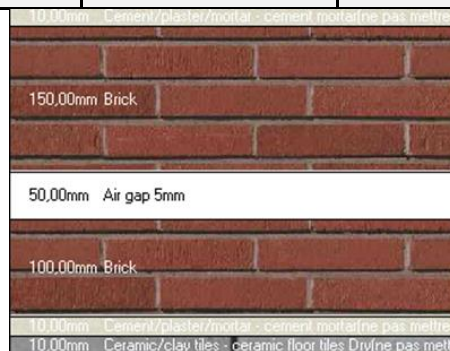 10,00mm Cement/plaster/mortar - cement mortar(ne pas mettre
150,00mm Brick
50,00mm Air gap 5mm
100,00mm Brick
10,00mm Cement/plaster/mortar - cement mortar(ne pas mettre
10,00mm Ceramic/clay tiles - ceramic floor tiles Dry(ne pas mett